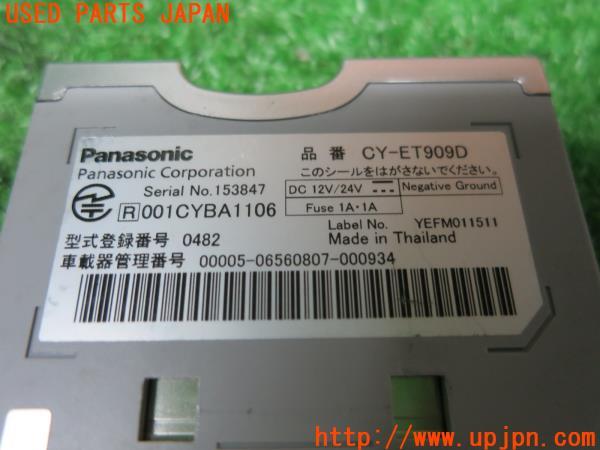 USED PARTS JAPAN
Panasonic
品 番 CY-ET909D
Panasonic Corporation
このシールをはがさないでください。
Serial No.153847
DC 12V/24V Negative Ground
R 001CYBA1106
Fuse 1A・1A
Label No. YEFM011511
型式登録番号 0482
Made in Thailand
車載器管理番号 00005-06560807-000934
https://www.upjpn.com